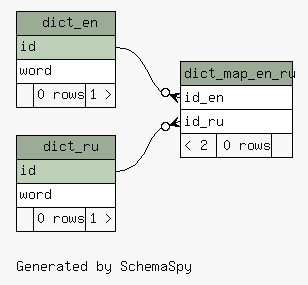 dict_en
id
word
0 rows 1 >
dict_map_en_ru
id_en
id_ru
< 2 0 rows
dict_ru
id
word
0 rows 1 >
Generated by SchemaSpy